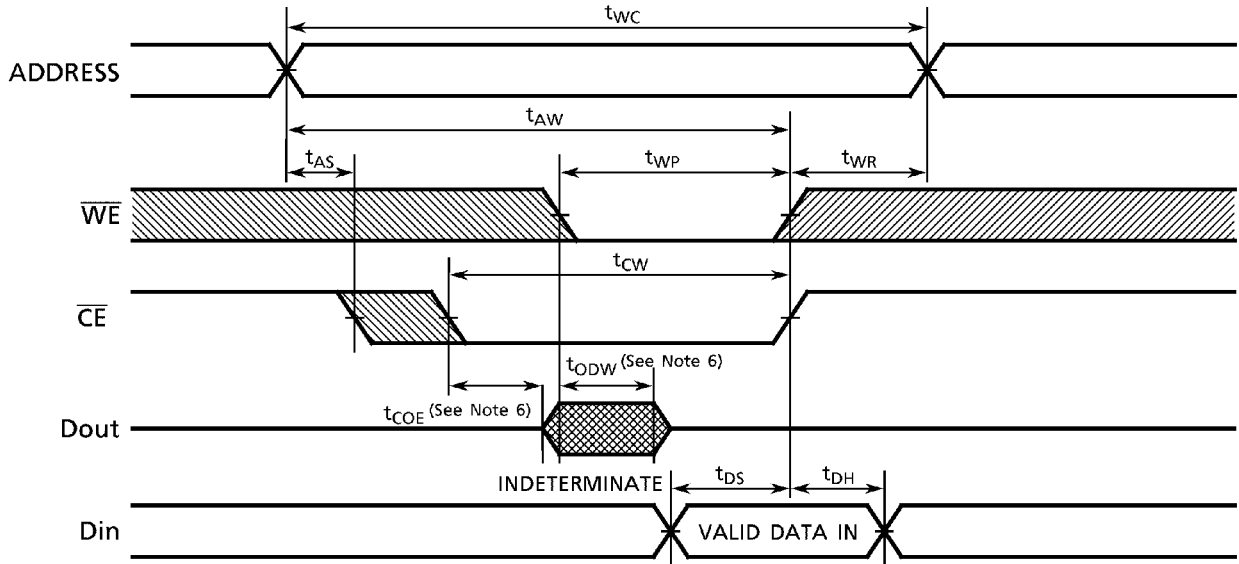 tWC
ADDRESS
tAW
tAS
tWP
tWR
WE
tCW
CE
tODW (See Note 6)
tCOE (See Note 6)
Dout
INDETERMINATE
tDS
tDH
Din
VALID DATA IN